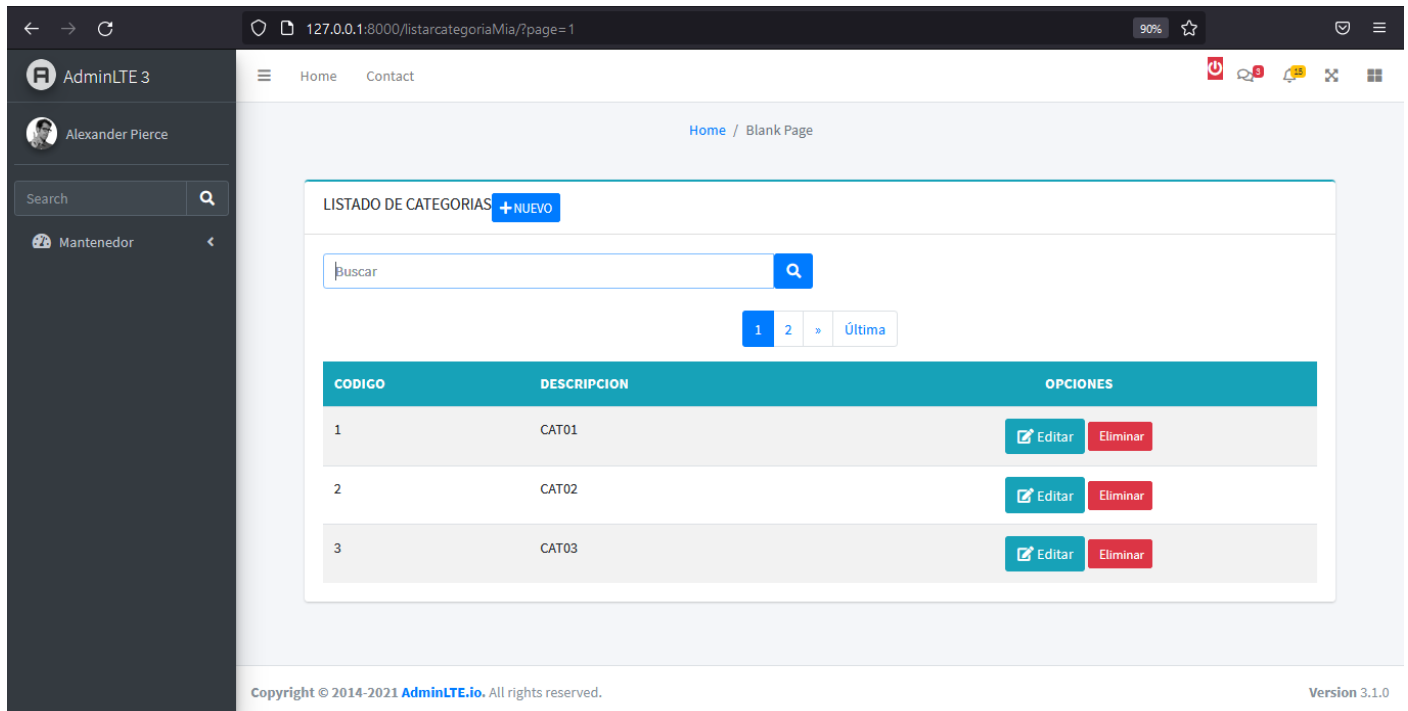 127.0.0.1:8000/listarcategoriaMia/?page=1 90%
AdminLTE 3
Home Contact 3 15
Alexander Pierce
Home / Blank Page
Search
Mantenedor
LISTADO DE CATEGORIAS NUEVO
Buscar
1 2 » Última
CODIGO DESCRIPCION OPCIONES
1 CAT01 Editar Eliminar
2 CAT02 Editar Eliminar
3 CAT03 Editar Eliminar
Copyright © 2014-2021 AdminLTE.io. All rights reserved. Version 3.1.0